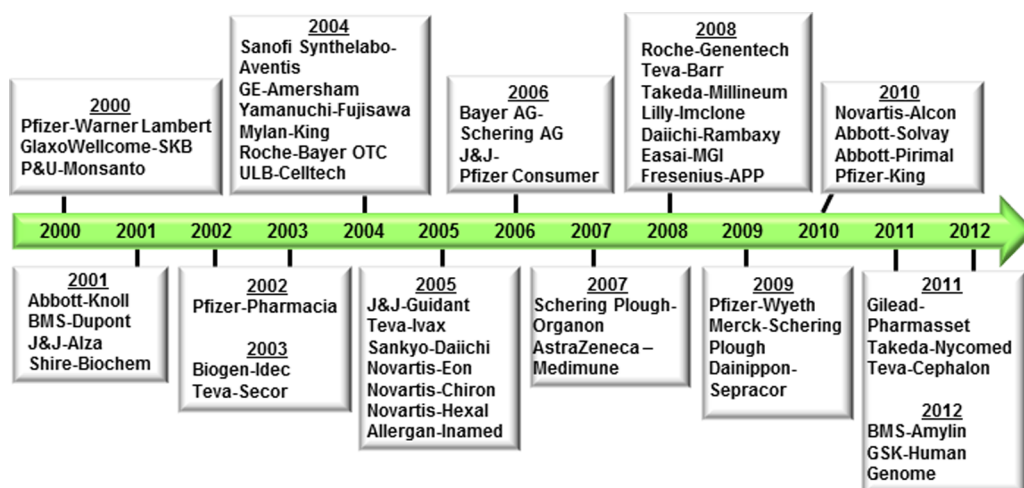 2000
Pfizer-Warner Lambert
GlaxoWellcome-SKB
P&U-Monsanto
2004
Sanofi Synthelabo-
Aventis
GE-Amersham
Yamanuchi-Fujisawa
Mylan-King
Roche-Bayer OTC
ULB-Celltech
2006
Bayer AG-
Schering AG
J&J-
Pfizer Consumer
2008
Roche-Genentech
Teva-Barr
Takeda-Millineum
Lilly-Imclone
Daiichi-Rambaxy
Easai-MGI
Fresenius-APP
2010
Novartis-Alcon
Abbott-Solvay
Abbott-Pirimal
Pfizer-King
2000 2001 2002 2003 2004 2005 2006 2007 2008 2009 2010 2011 2012
2001
Abbott-Knoll
BMS-Dupont
J&J-Alza
Shire-Biochem
2002
Pfizer-Pharmacia
2003
Biogen-Idec
Teva-Secor
2005
J&J-Guidant
Teva-Ivax
Sankyo-Daiichi
Novartis-Eon
Novartis-Chiron
Novartis-Hexal
Allergan-Inamed
2007
Schering Plough-
Organon
AstraZeneca –
Medimune
2009
Pfizer-Wyeth
Merck-Schering
Plough
Dainippon-
Sepracor
2011
Gilead-
Pharmasset
Takeda-Nycomed
Teva-Cephalon
2012
BMS-Amylin
GSK-Human
Genome